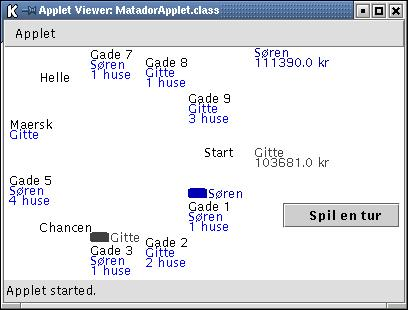 Applet Viewer: MatadorApplet.class
Applet
Gade 7
Søren
1 huse
Gade 8
Gitte
1 huse
Søren
111390.0 kr
Helle
Gade 9
Gitte
3 huse
Maersk
Gitte
Start
Gitte
103681.0 kr
Gade 5
Søren
4 huse
Søren
Gade 1
Søren
1 huse
Spil en tur
Chancen
Gitte
Gade 3
Søren
1 huse
Gade 2
Gitte
2 huse
Applet started.